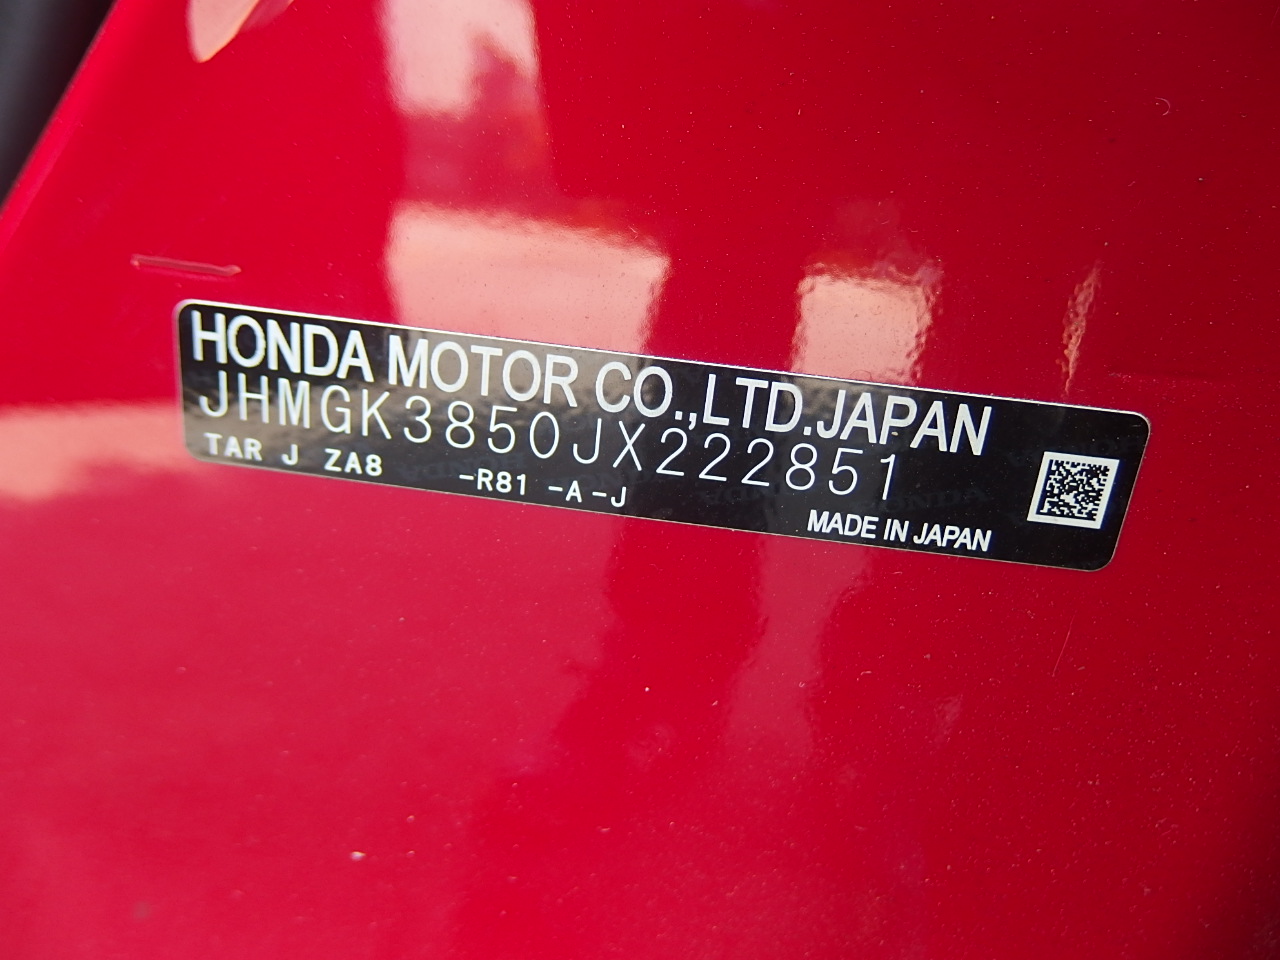 HONDA MOTOR CO.,LTD.JAPAN
JHMGK3850JX222851
TAR J ZA8 -R81 -A-J
MADE IN JAPAN